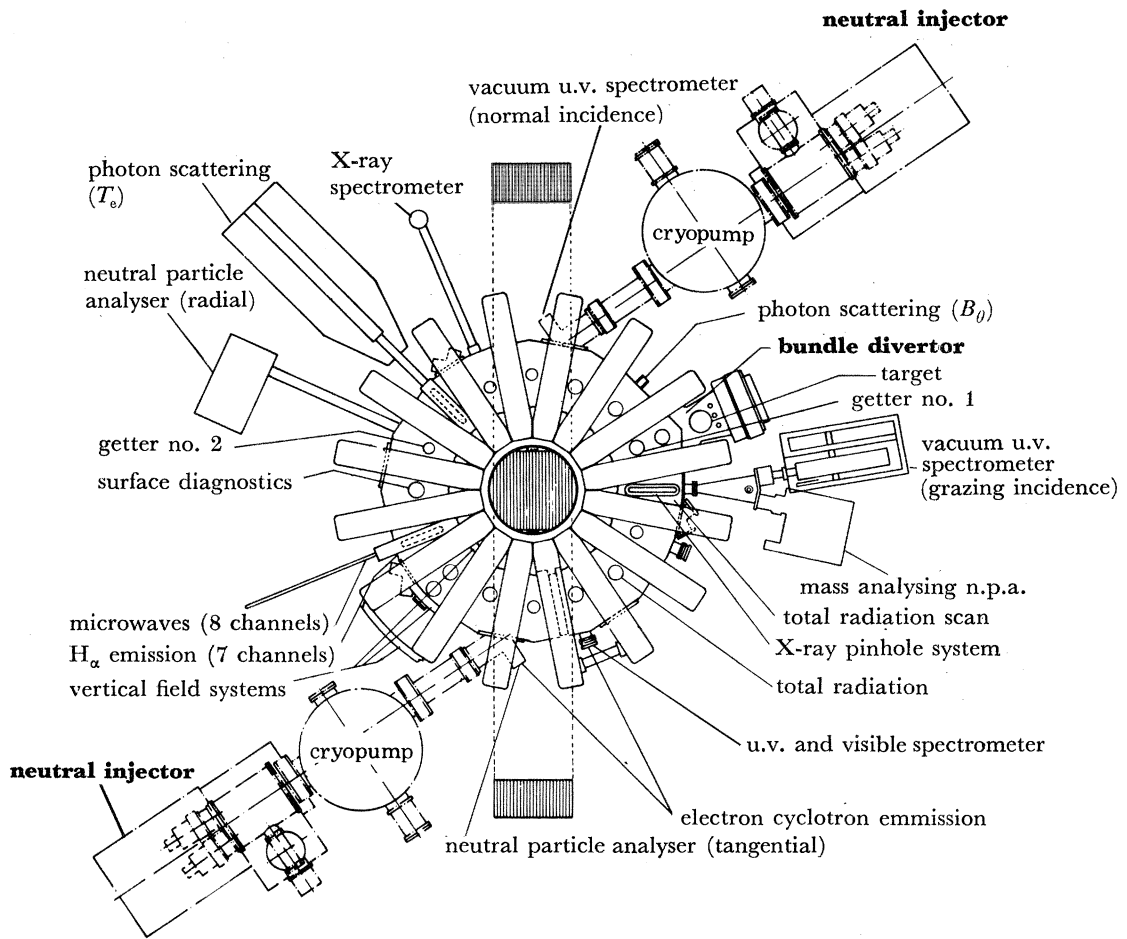 neutral injector
vacuum u.v. spectrometer
(normal incidence)
photon scattering
(Te)
X-ray
spectrometer
cryopump
neutral particle
analyser (radial)
photon scattering (Bθ)
bundle divertor
target
getter no. 1
getter no. 2
surface diagnostics
vacuum u.v.
spectrometer
(grazing incidence)
mass analysing n.p.a.
total radiation scan
X-ray pinhole system
total radiation
microwaves (8 channels)
Hα emission (7 channels)
vertical field systems
cryopump
neutral injector
u.v. and visible spectrometer
electron cyclotron emmission
neutral particle analyser (tangential)